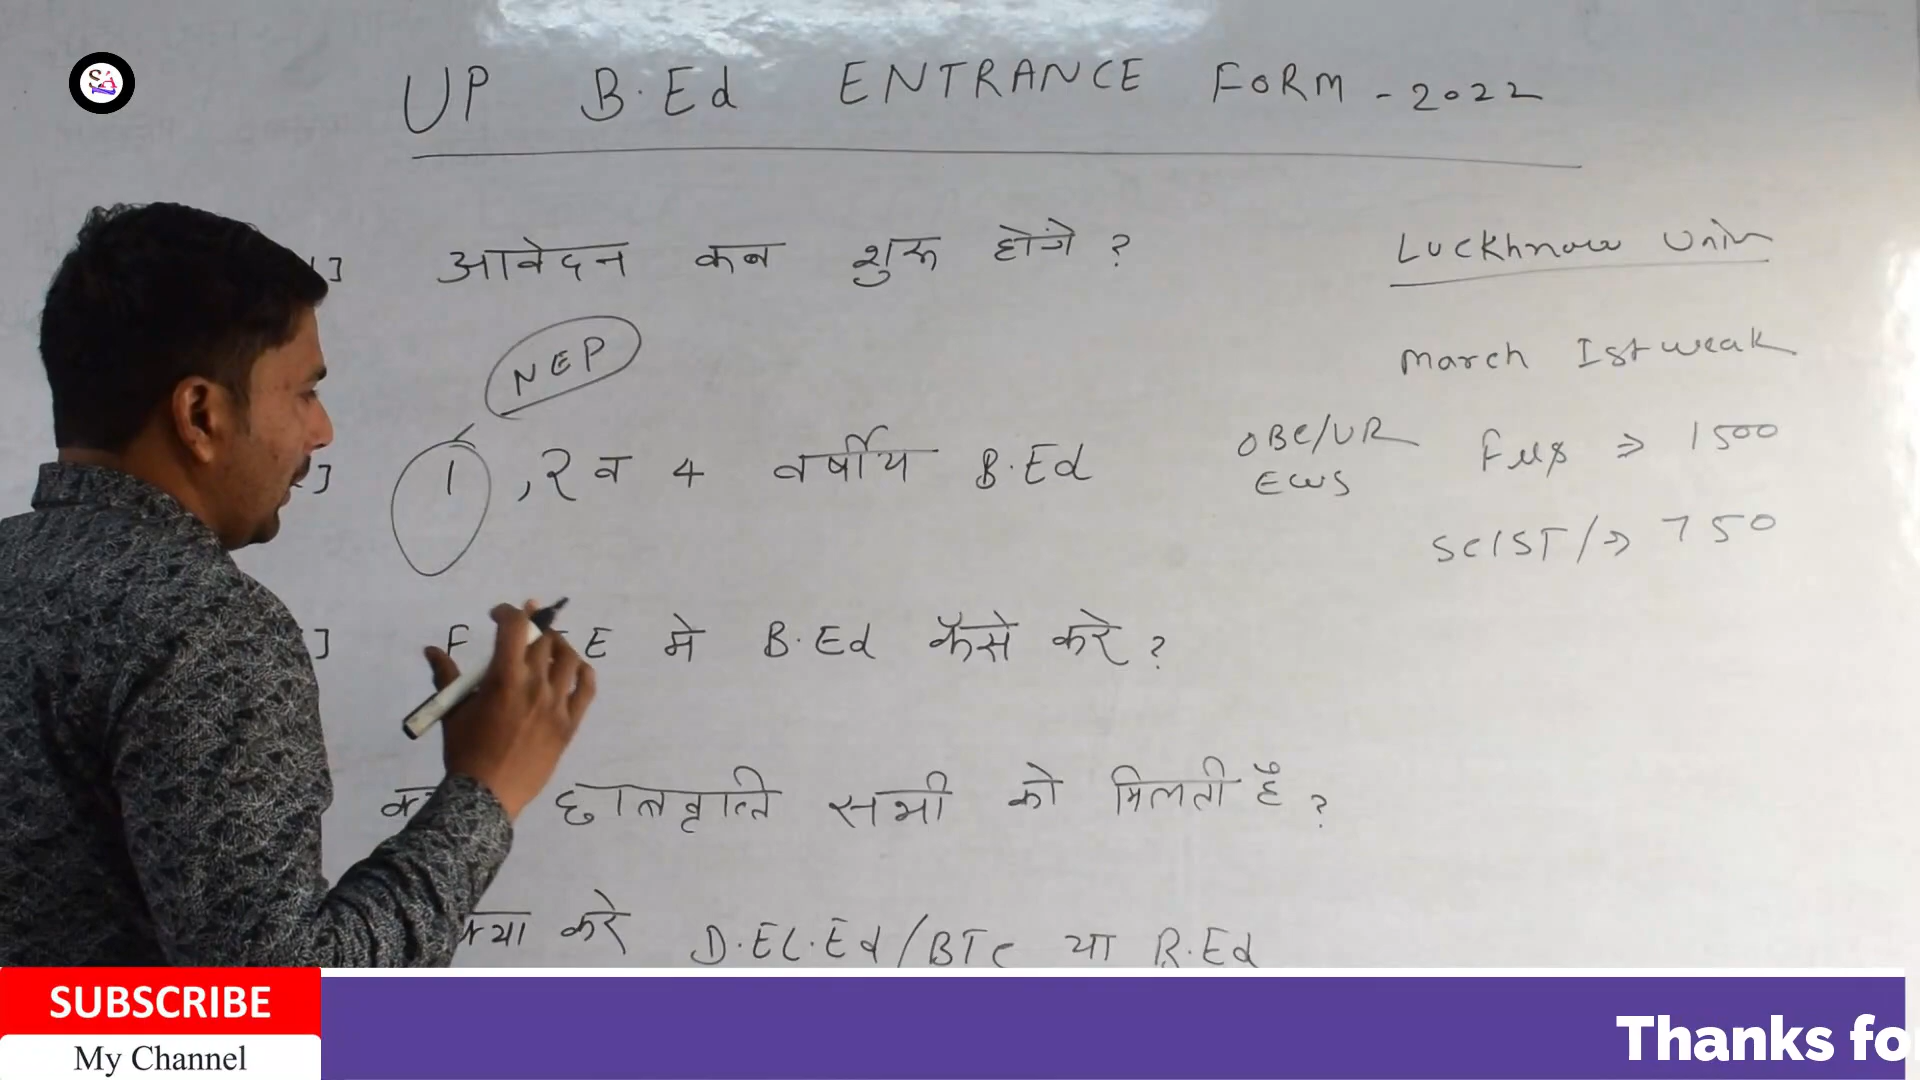 UP B.Ed ENTRANCE FORM - 2022
] आवेदन कब शुरू होंगे ?
Luckhnow Univ
NEP
March Ist weak
1 , 2 व 4 वर्षीय B.Ed
OBC/UR
EWS
⇒ 1500
SC/ST/⇒ 750
] F E मे B.Ed कैसे करे ?
छात्रवृत्ति सभी को मिलती है ?
क्या करे D.EL.Ed/BTC या B.Ed
SUBSCRIBE
My Channel
Thanks fo